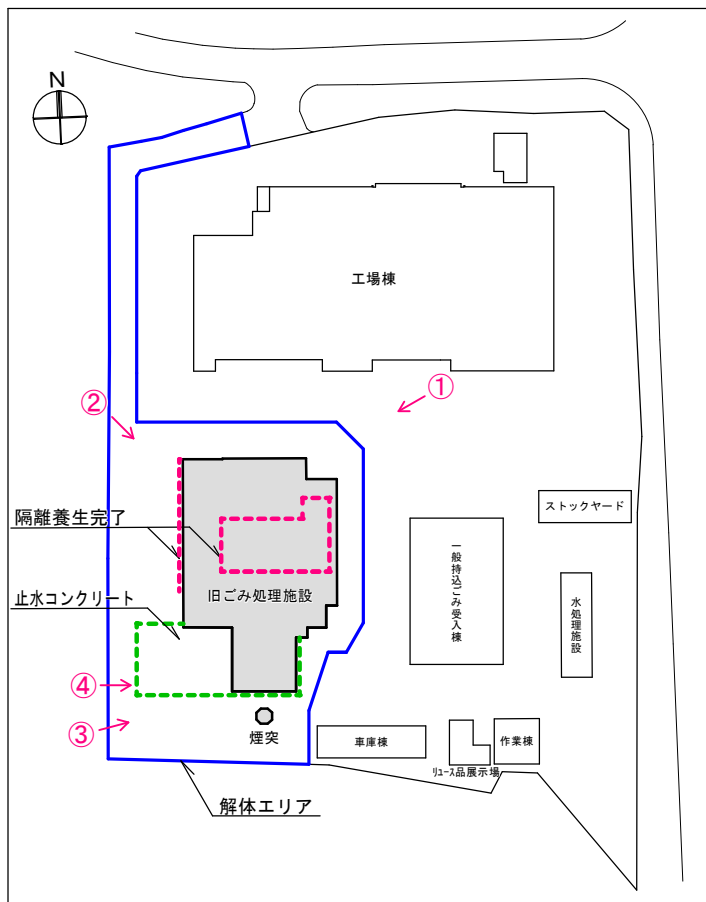 N
工場棟
①
②
ストックヤード
隔離養生完了
一般持込ごみ受入棟
水処理施設
旧ごみ処理施設
止水コンクリート
④
③
煙突
車庫棟
作業棟
リユース品展示場
解体エリア